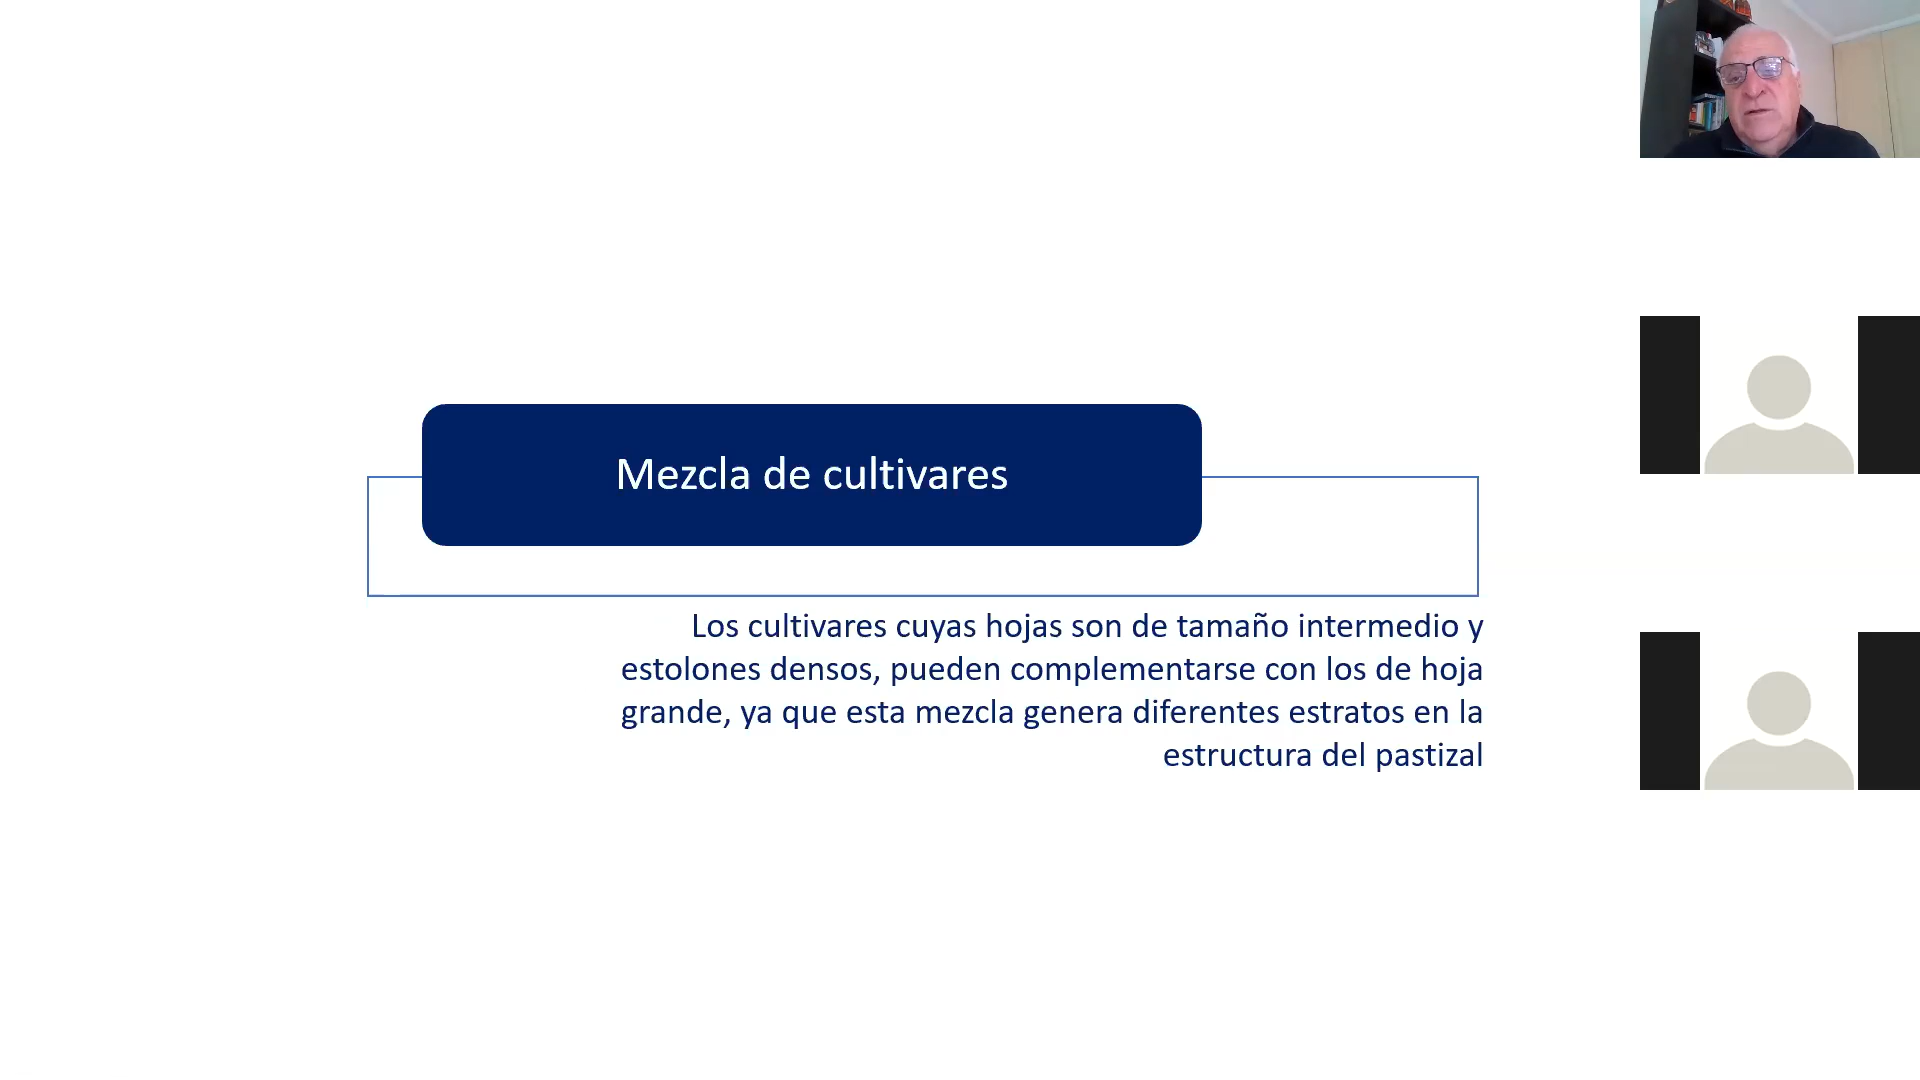 Mezcla de cultivares
Los cultivares cuyas hojas son de tamaño intermedio y
estolones densos, pueden complementarse con los de hoja
grande, ya que esta mezcla genera diferentes estratos en la
estructura del pastizal